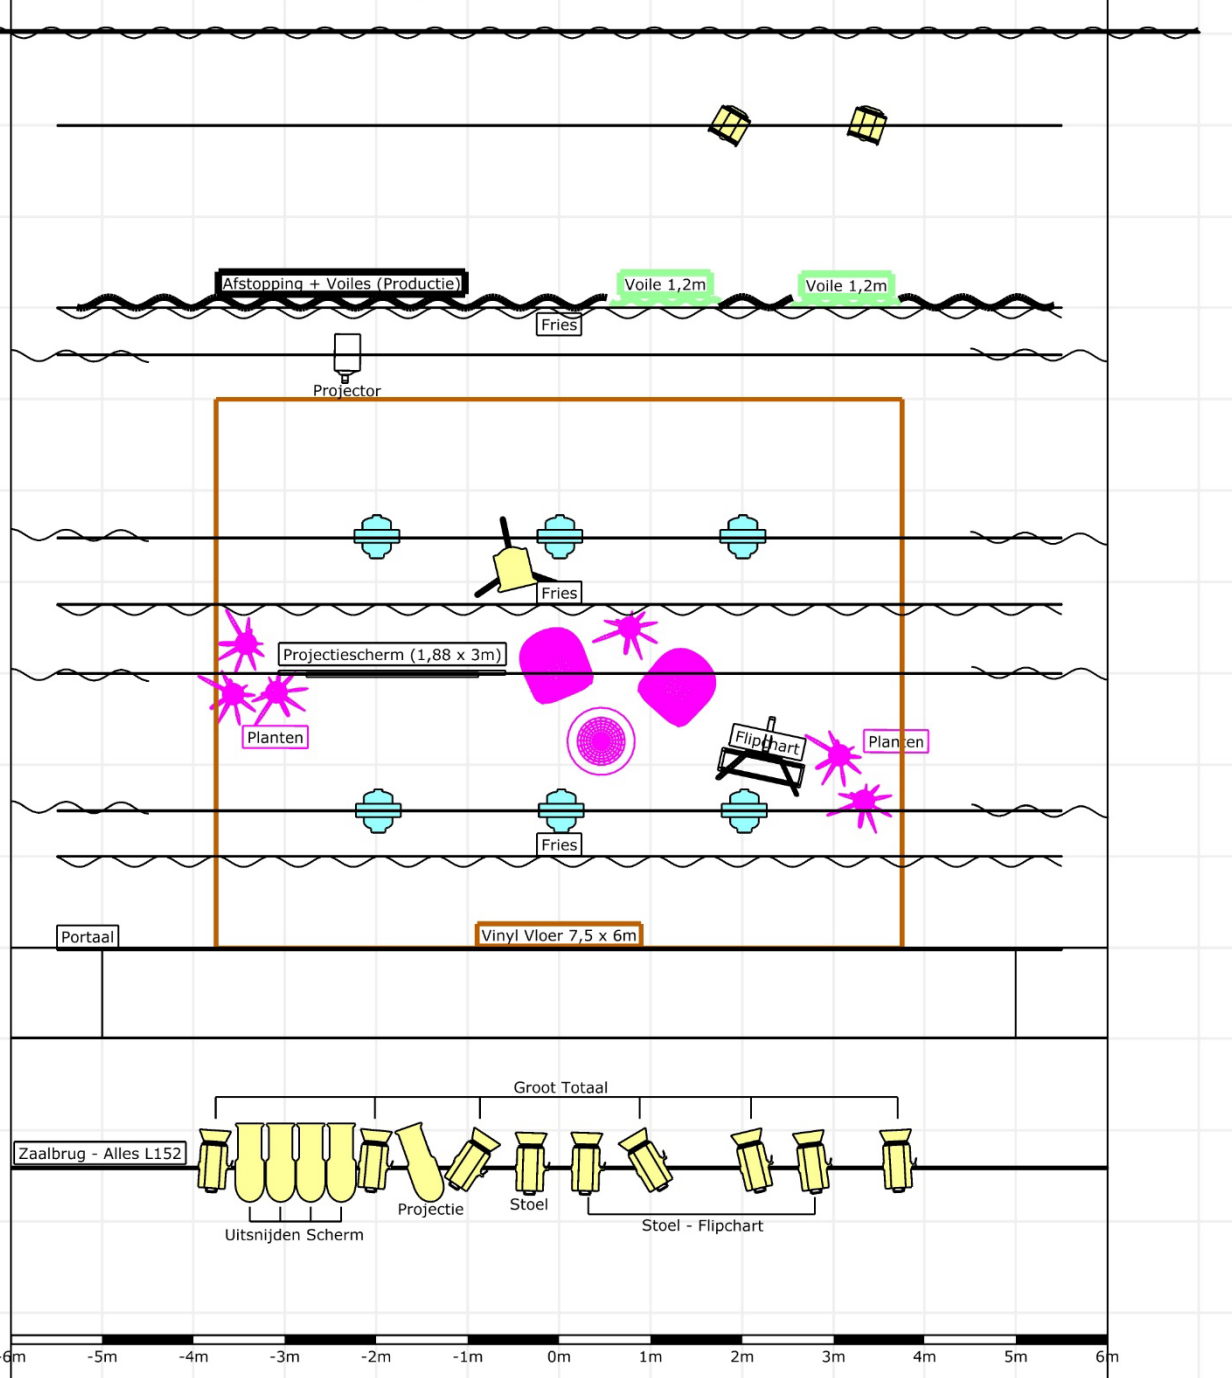 Afstopping + Voiles (Productie)
Voile 1,2m
Voile 1,2m
Fries
Projector
Fries
Projectiescherm (1,88 x 3m)
Planten
Flipchart
Planten
Fries
Portaal
Vinyl Vloer 7,5 x 6m
Groot Totaal
Zaalbrug - Alles L152
Projectie
Stoel
Stoel - Flipchart
Uitsnijden Scherm
-6m -5m -4m -3m -2m -1m 0m 1m 2m 3m 4m 5m 6m